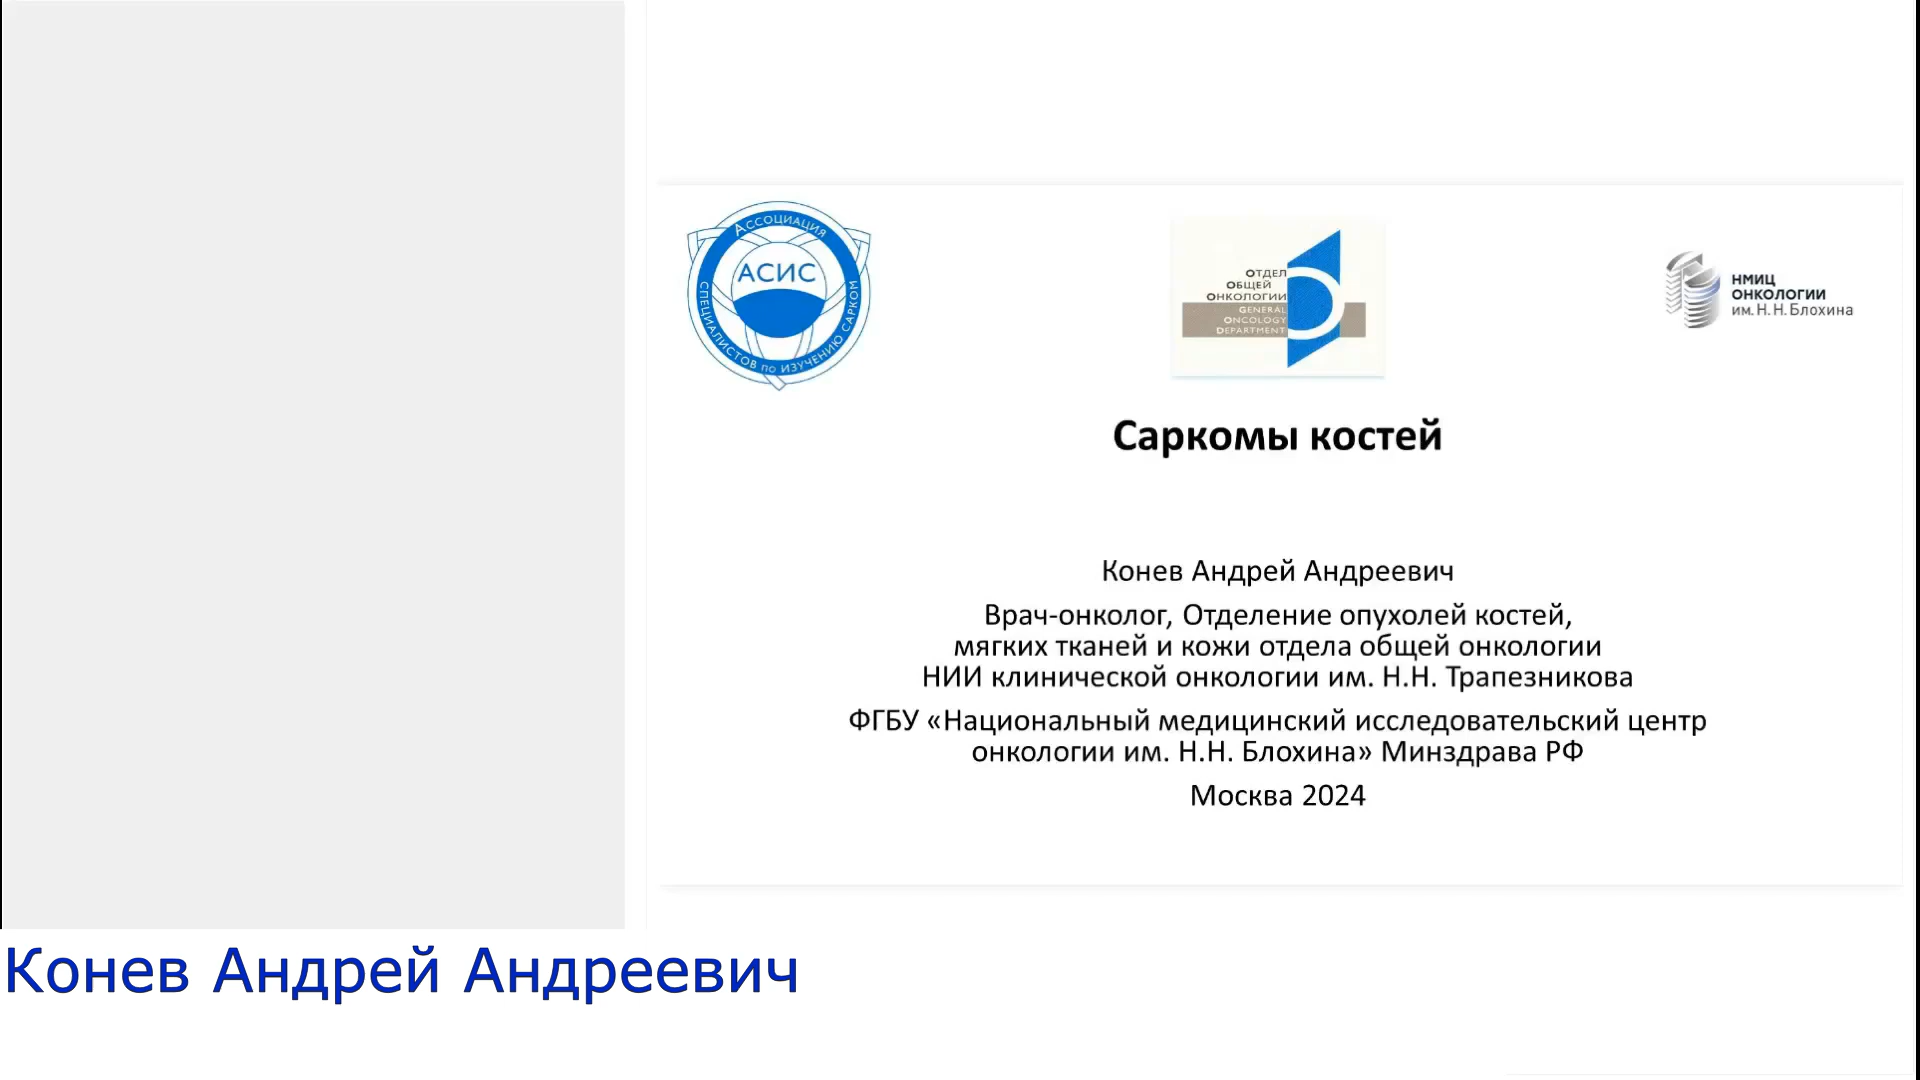 АССОЦИАЦИЯ
АСИС
СПЕЦИАЛИСТОВ ПО ИЗУЧЕНИЮ САРКОМ
ОТДЕЛ
ОБЩЕЙ
ОНКОЛОГИИ
GENERAL
ONCOLOGY
DEPARTMENT
НМИЦ
ОНКОЛОГИИ
им. Н. Н. Блохина
Саркомы костей
Конев Андрей Андреевич
Врач-онколог, Отделение опухолей костей,
мягких тканей и кожи отдела общей онкологии
НИИ клинической онкологии им. Н.Н. Трапезникова
ФГБУ «Национальный медицинский исследовательский центр
онкологии им. Н.Н. Блохина» Минздрава РФ
Москва 2024
Конев Андрей Андреевич